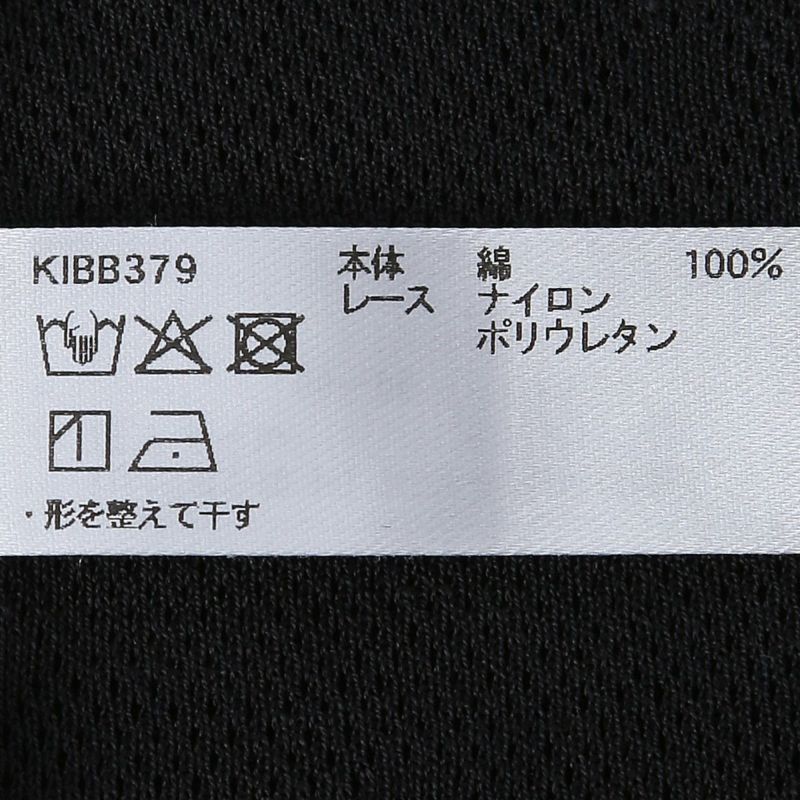 KIBB379
本体 綿 100%
レース ナイロン
ポリウレタン
・形を整えて干す